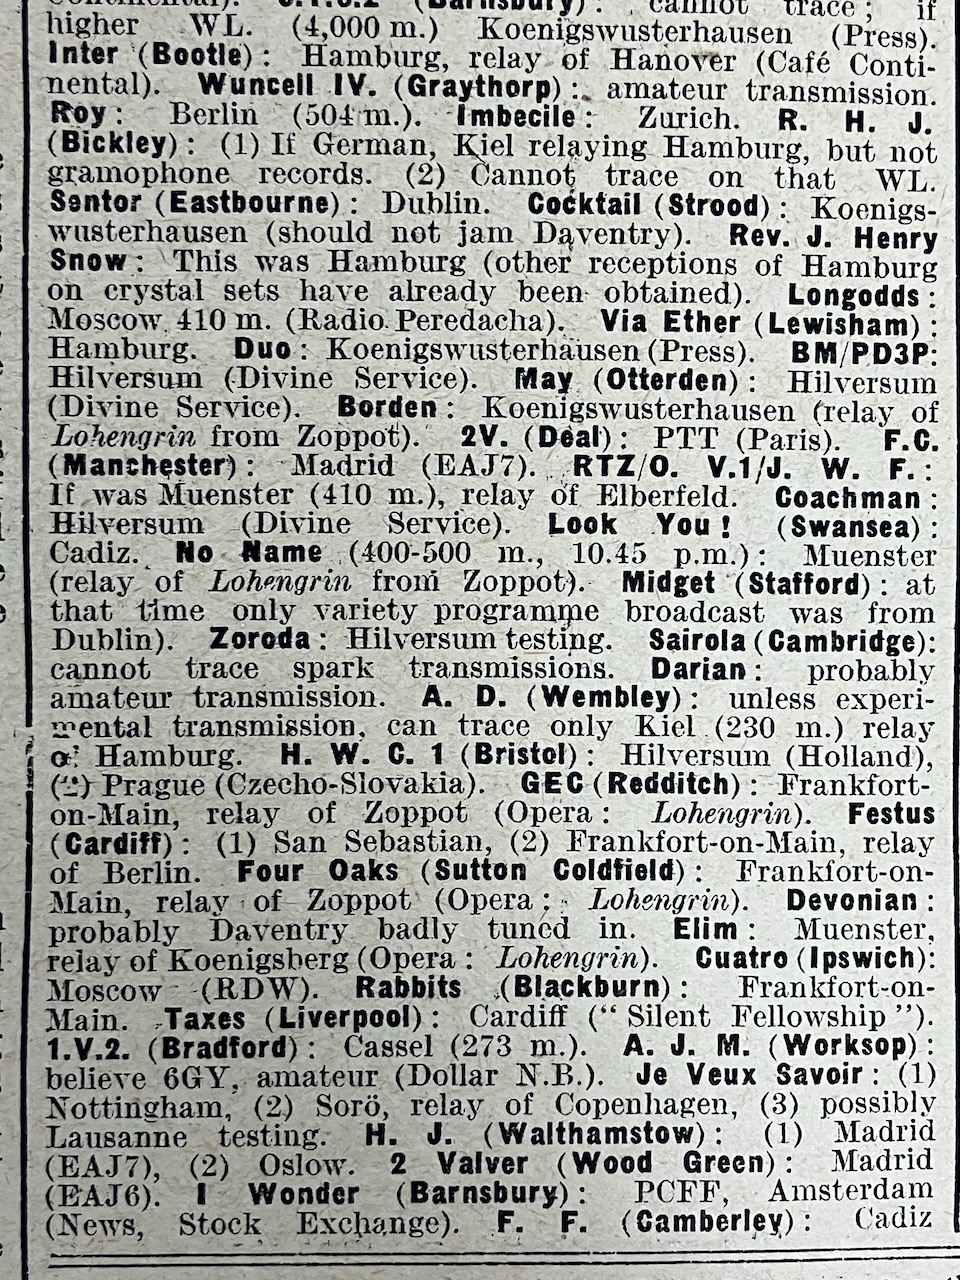 cannot trace; if
higher WL. (4,000 m.) Koenigswusterhausen (Press).
Inter (Bootle): Hamburg, relay of Hanover (Café Conti-
nental). Wuncell IV. (Graythorp): amateur transmission.
Roy: Berlin (504 m.). Imbecile: Zurich. R. H. J.
(Bickley): (1) If German, Kiel relaying Hamburg, but not
gramophone records. (2) Cannot trace on that WL.
Santor (Eastbourne): Dublin. Cocktail (Strood): Koenigs-
wusterhausen (should not jam Daventry). Rev. J. Henry
Snow: This was Hamburg (other receptions of Hamburg
on crystal sets have already been obtained). Longodds:
Moscow 410 m. (Radio Peredacha). Via Ether (Lewisham):
Hamburg. Duo: Koenigswusterhausen (Press). BM/PD3P:
Hilversum (Divine Service). May (Otterden): Hilversum
(Divine Service). Borden: Koenigswusterhausen (relay of
Lohengrin from Zoppot). 2V. (Deal): PTT (Paris). F.C.
(Manchester): Madrid (EAJ7). RTZ/O. V.1/J. W. F.:
If was Muenster (410 m.), relay of Elberfeld. Coachman:
Hilversum (Divine Service). Look You! (Swansea):
Cadiz. No Name (400-500 m., 10.45 p.m.): Muenster
(relay of Lohengrin from Zoppot). Midget (Stafford): at
that time only variety programme broadcast was from
Dublin). Zoroda: Hilversum testing. Sairola (Cambridge):
cannot trace spark transmissions. Darian: probably
amateur transmission. A. D. (Wembley): unless experi-
mental transmission, can trace only Kiel (230 m.) relay
of Hamburg. H. W. C. 1 (Bristol): Hilversum (Holland),
(2) Prague (Czecho-Slovakia). GEC (Redditch): Frankfort-
on-Main, relay of Zoppot (Opera: Lohengrin). Festus
(Cardiff): (1) San Sebastian, (2) Frankfort-on-Main, relay
of Berlin. Four Oaks (Sutton Coldfield): Frankfort-on-
Main, relay of Zoppot (Opera: Lohengrin). Devonian:
probably Daventry badly tuned in. Elim: Muenster,
relay of Koenigsberg (Opera: Lohengrin). Cuatro (Ipswich):
Moscow (RDW). Rabbits (Blackburn): Frankfort-on-
Main. Taxes (Liverpool): Cardiff (“Silent Fellowship”).
1.V.2. (Bradford): Cassel (273 m.). A. J. M. (Worksop):
believe 6GY, amateur (Dollar N.B.). Je Veux Savoir: (1)
Nottingham, (2) Sorö, relay of Copenhagen, (3) possibly
Lausanne testing. H. J. (Walthamstow): (1) Madrid
(EAJ7), (2) Oslow. 2 Valver (Wood Green): Madrid
(EAJ6). I Wonder (Barnsbury): PCFF, Amsterdam
(News, Stock Exchange). F. F. (Camberley): Cadiz